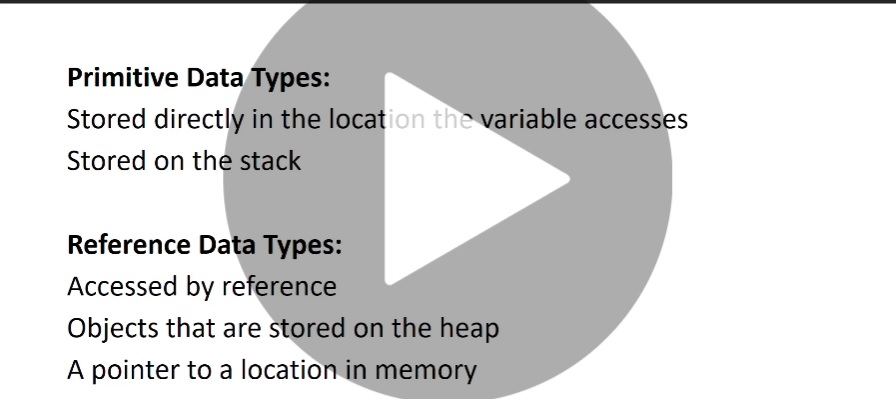 Primitive Data Types:
Stored directly in the location the variable accesses
Stored on the stack
Reference Data Types:
Accessed by reference
Objects that are stored on the heap
A pointer to a location in memory